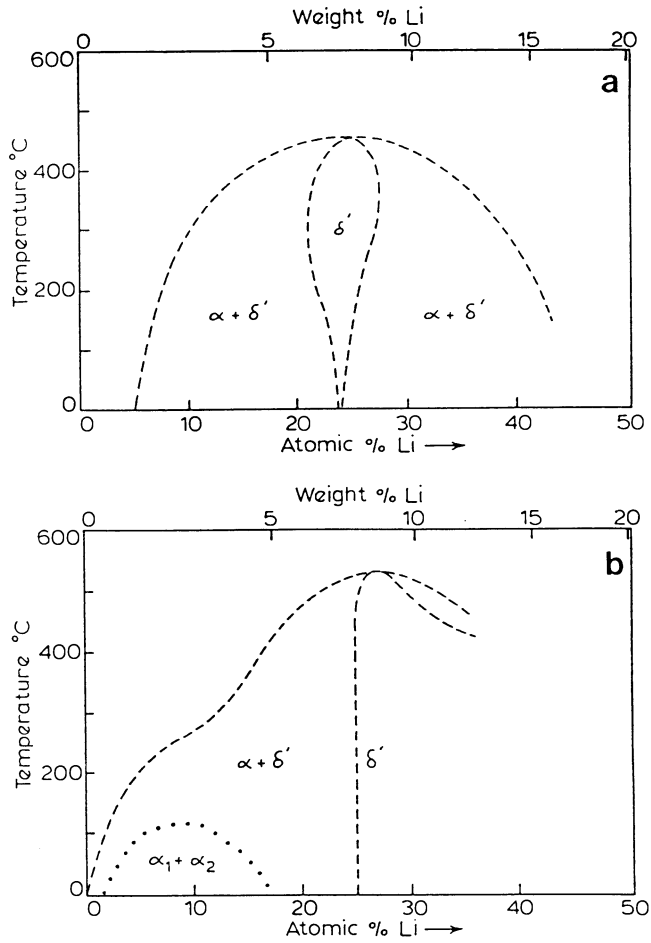 Weight % Li
0 5 10 15 20
600
a
400
Temperature °C
δ'
200
α + δ' α + δ'
0
0 10 20 30 40 50
Atomic % Li →
Weight % Li
0 5 10 15 20
600
b
400
Temperature °C
α + δ' δ'
200
α₁ + α₂
0
0 10 20 30 40 50
Atomic % Li →